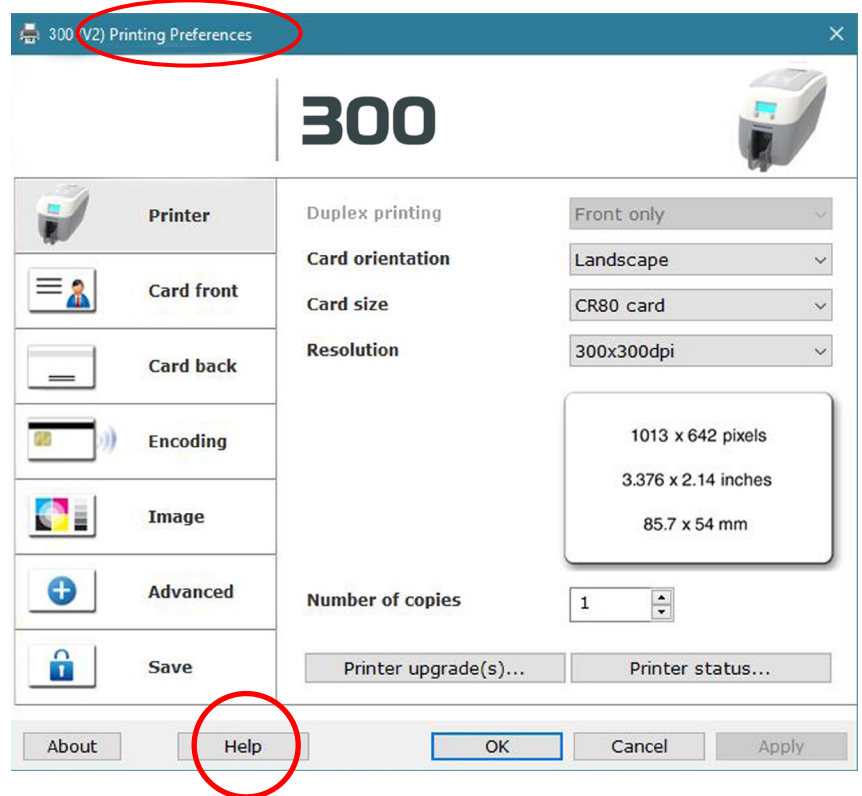 300 (V2) Printing Preferences
300
Printer
Duplex printing Front only
Card orientation Landscape
Card front
Card size CR80 card
Resolution 300x300dpi
Card back
1013 x 642 pixels
Encoding
3.376 x 2.14 inches
Image
85.7 x 54 mm
Advanced
Number of copies 1
Save
Printer upgrade(s)... Printer status...
About Help OK Cancel Apply